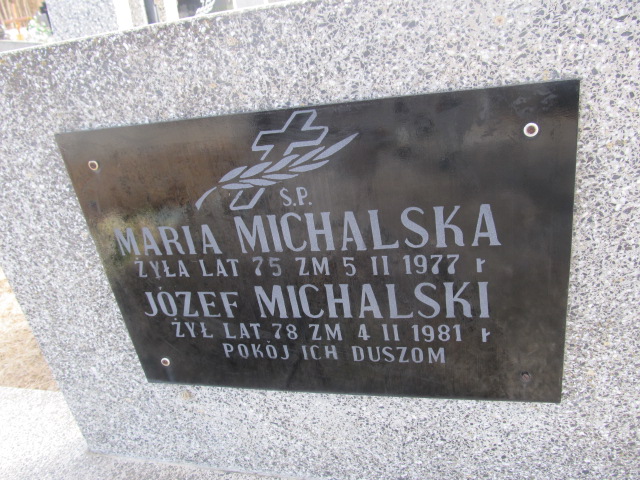 Ś.P.
MARIA MICHALSKA
ŻYŁA LAT 75 ZM 5 II 1977 r
JÓZEF MICHALSKI
ŻYŁ LAT 78 ZM 4 II 1981 r
POKÓJ ICH DUSZOM